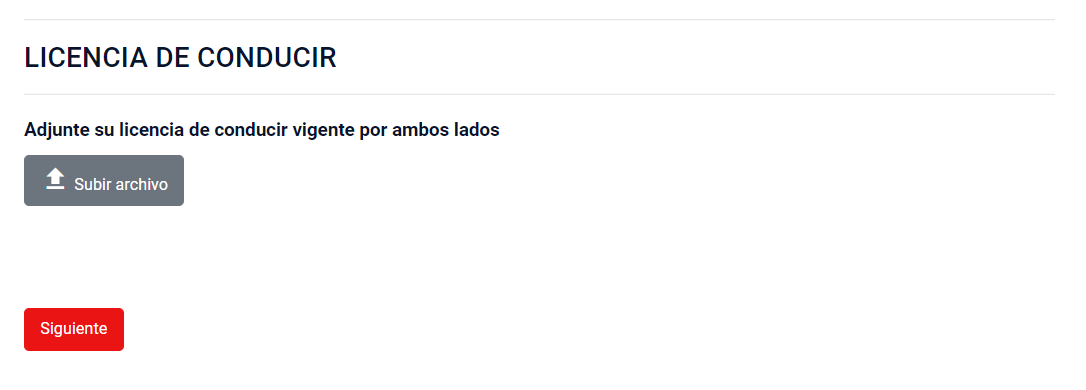 LICENCIA DE CONDUCIR
Adjunte su licencia de conducir vigente por ambos lados
Subir archivo
Siguiente